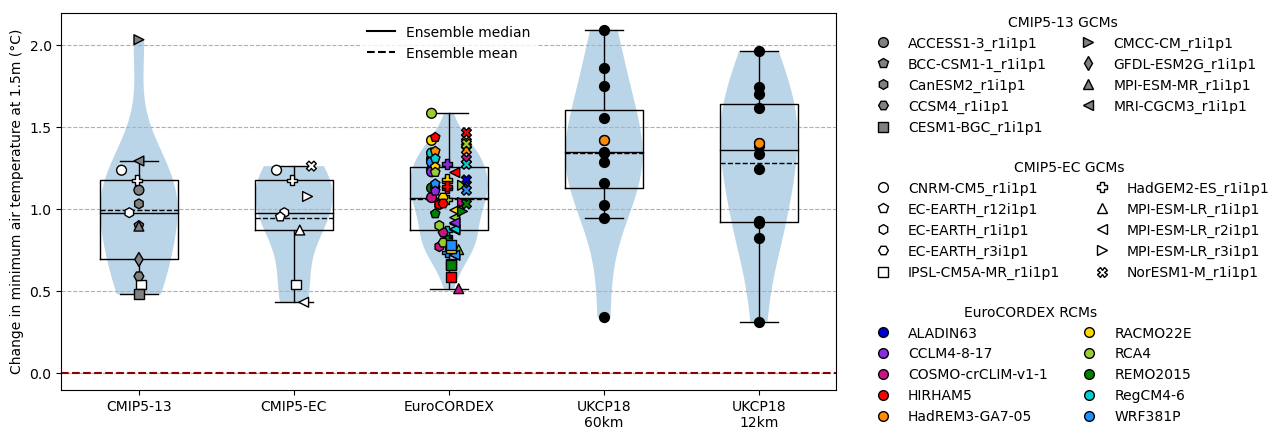 Change in minimum air temperature at 1.5m (°C)
2.0
1.5
1.0
0.5
0.0
Ensemble median
Ensemble mean
CMIP5-13
CMIP5-EC
EuroCORDEX
UKCP18
60km
UKCP18
12km
CMIP5-13 GCMs
ACCESS1-3_r1i1p1
BCC-CSM1-1_r1i1p1
CanESM2_r1i1p1
CCSM4_r1i1p1
CESM1-BGC_r1i1p1
CMCC-CM_r1i1p1
GFDL-ESM2G_r1i1p1
MPI-ESM-MR_r1i1p1
MRI-CGCM3_r1i1p1
CMIP5-EC GCMs
CNRM-CM5_r1i1p1
EC-EARTH_r12i1p1
EC-EARTH_r1i1p1
EC-EARTH_r3i1p1
IPSL-CM5A-MR_r1i1p1
HadGEM2-ES_r1i1p1
MPI-ESM-LR_r1i1p1
MPI-ESM-LR_r2i1p1
MPI-ESM-LR_r3i1p1
NorESM1-M_r1i1p1
EuroCORDEX RCMs
ALADIN63
CCLM4-8-17
COSMO-crCLIM-v1-1
HIRHAM5
HadREM3-GA7-05
RACMO22E
RCA4
REMO2015
RegCM4-6
WRF381P